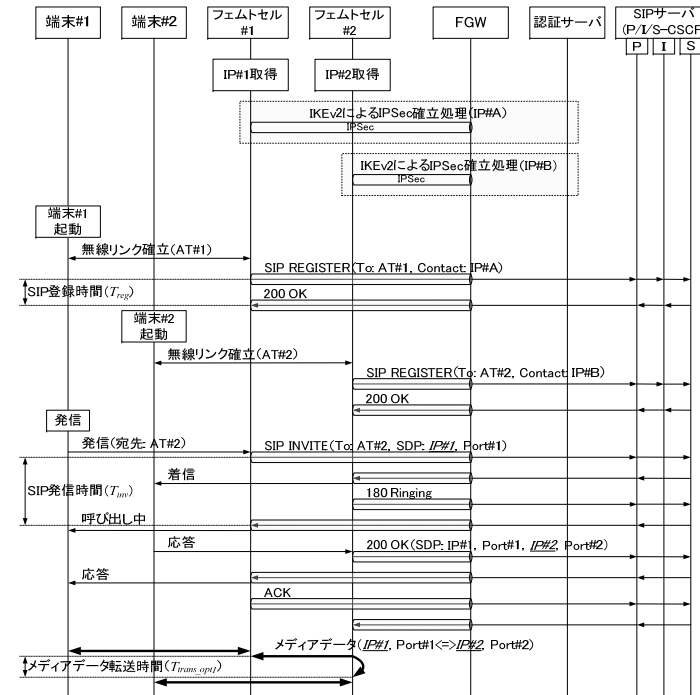 端末#1
端末#2
フェムトセル
#1
フェムトセル
#2
FGW
認証サーバ
SIPサーバ
(P/I/S-CSCF
P
I
S
IP#1取得
IP#2取得
IKEv2によるIPSec確立処理(IP#A)
IPSec
IKEv2によるIPSec確立処理(IP#B)
IPSec
端末#1
起動
無線リンク確立(AT#1)
SIP REGISTER(To: AT#1, Contact: IP#A)
SIP登録時間(Treg)
200 OK
端末#2
起動
無線リンク確立(AT#2)
SIP REGISTER(To: AT#2, Contact: IP#B)
200 OK
発信
発信(宛先: AT#2)
SIP INVITE(To: AT#2, SDP: IP#1, Port#1)
着信
SIP発信時間(Tinv)
180 Ringing
呼び出し中
応答
200 OK(SDP: IP#1, Port#1, IP#2, Port#2)
応答
ACK
メディアデータ(IP#1, Port#1<=>IP#2, Port#2)
メディアデータ転送時間(Ttrans_opt1)